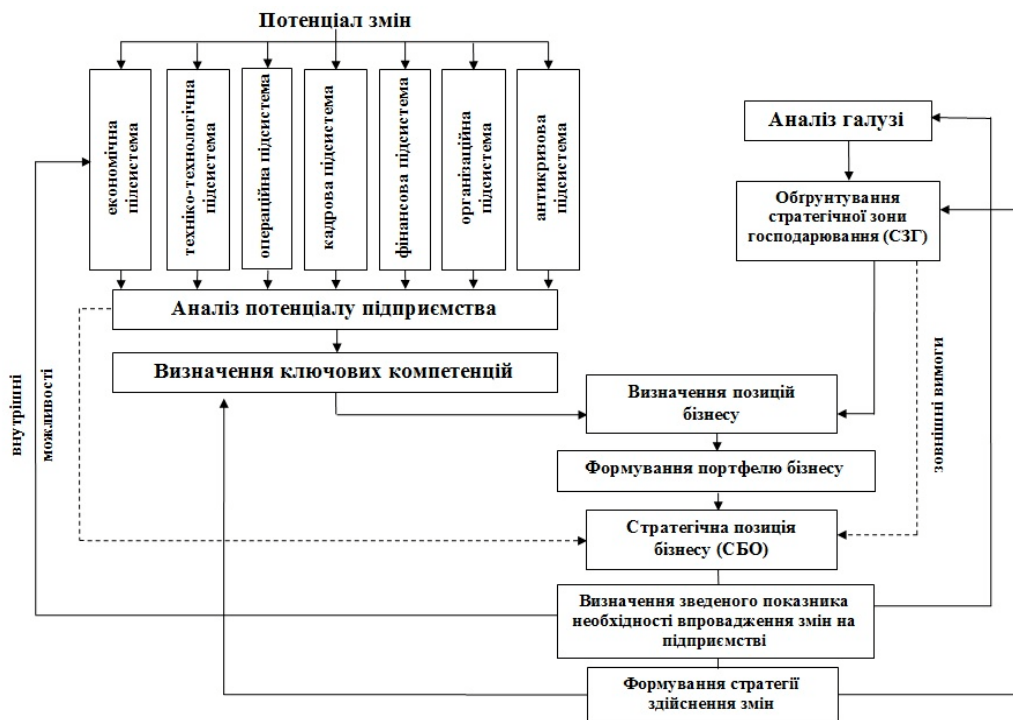 Потенціал змін
економічна
підсистема
техніко-технологічна
підсистема
операційна підсистема
кадрова підсистема
фінансова підсистема
організаційна
підсистема
антикризова
підсистема
Аналіз потенціалу підприємства
Визначення ключових компетенцій
внутрішні
можливості
Аналіз галузі
Обґрунтування
стратегічної зони
господарювання (СЗГ)
зовнішні вимоги
Визначення позицій
бізнесу
Формування портфелю бізнесу
Стратегічна позиція
бізнесу (СБО)
Визначення зведеного показника
необхідності впровадження змін на
підприємстві
Формування стратегії
здійснення змін